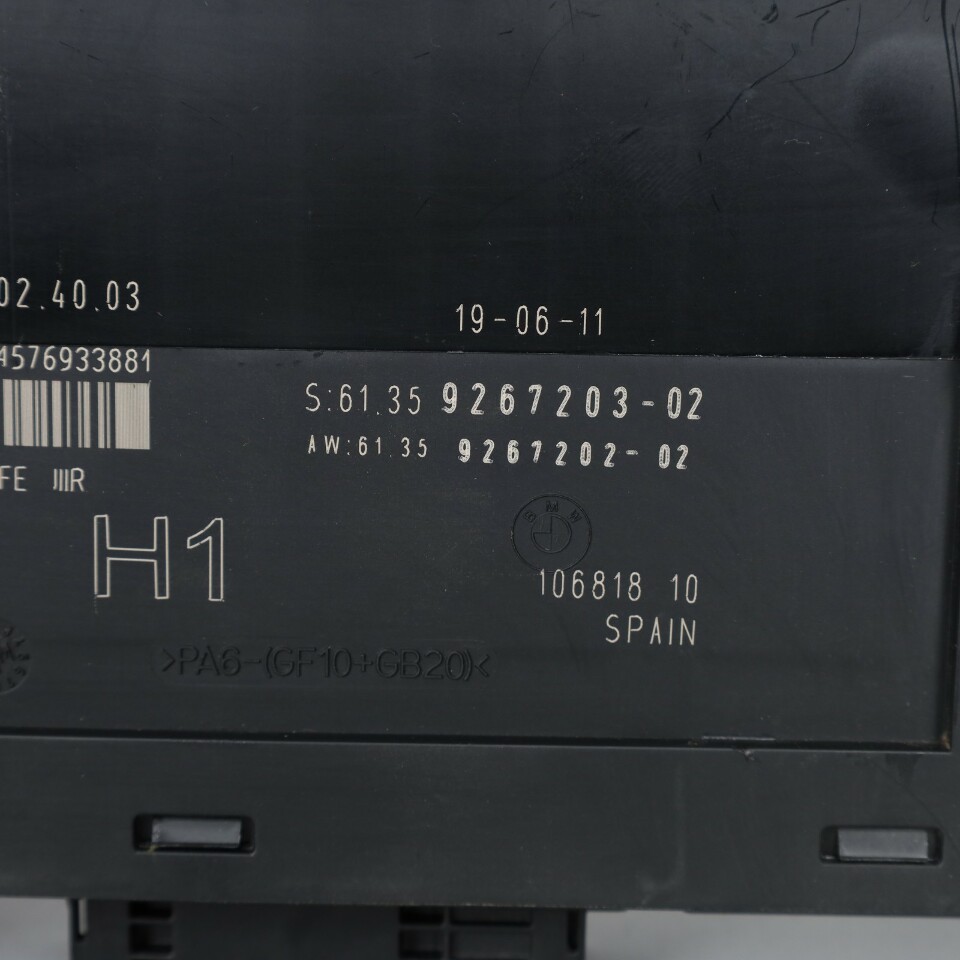 02.40.03
19-06-11
4576933881
S:61.35 9267203-02
AW:61.35 9267202-02
FE R
H1
BMW
106818 10
SPAIN
>PA6-(GF10+GB20)<